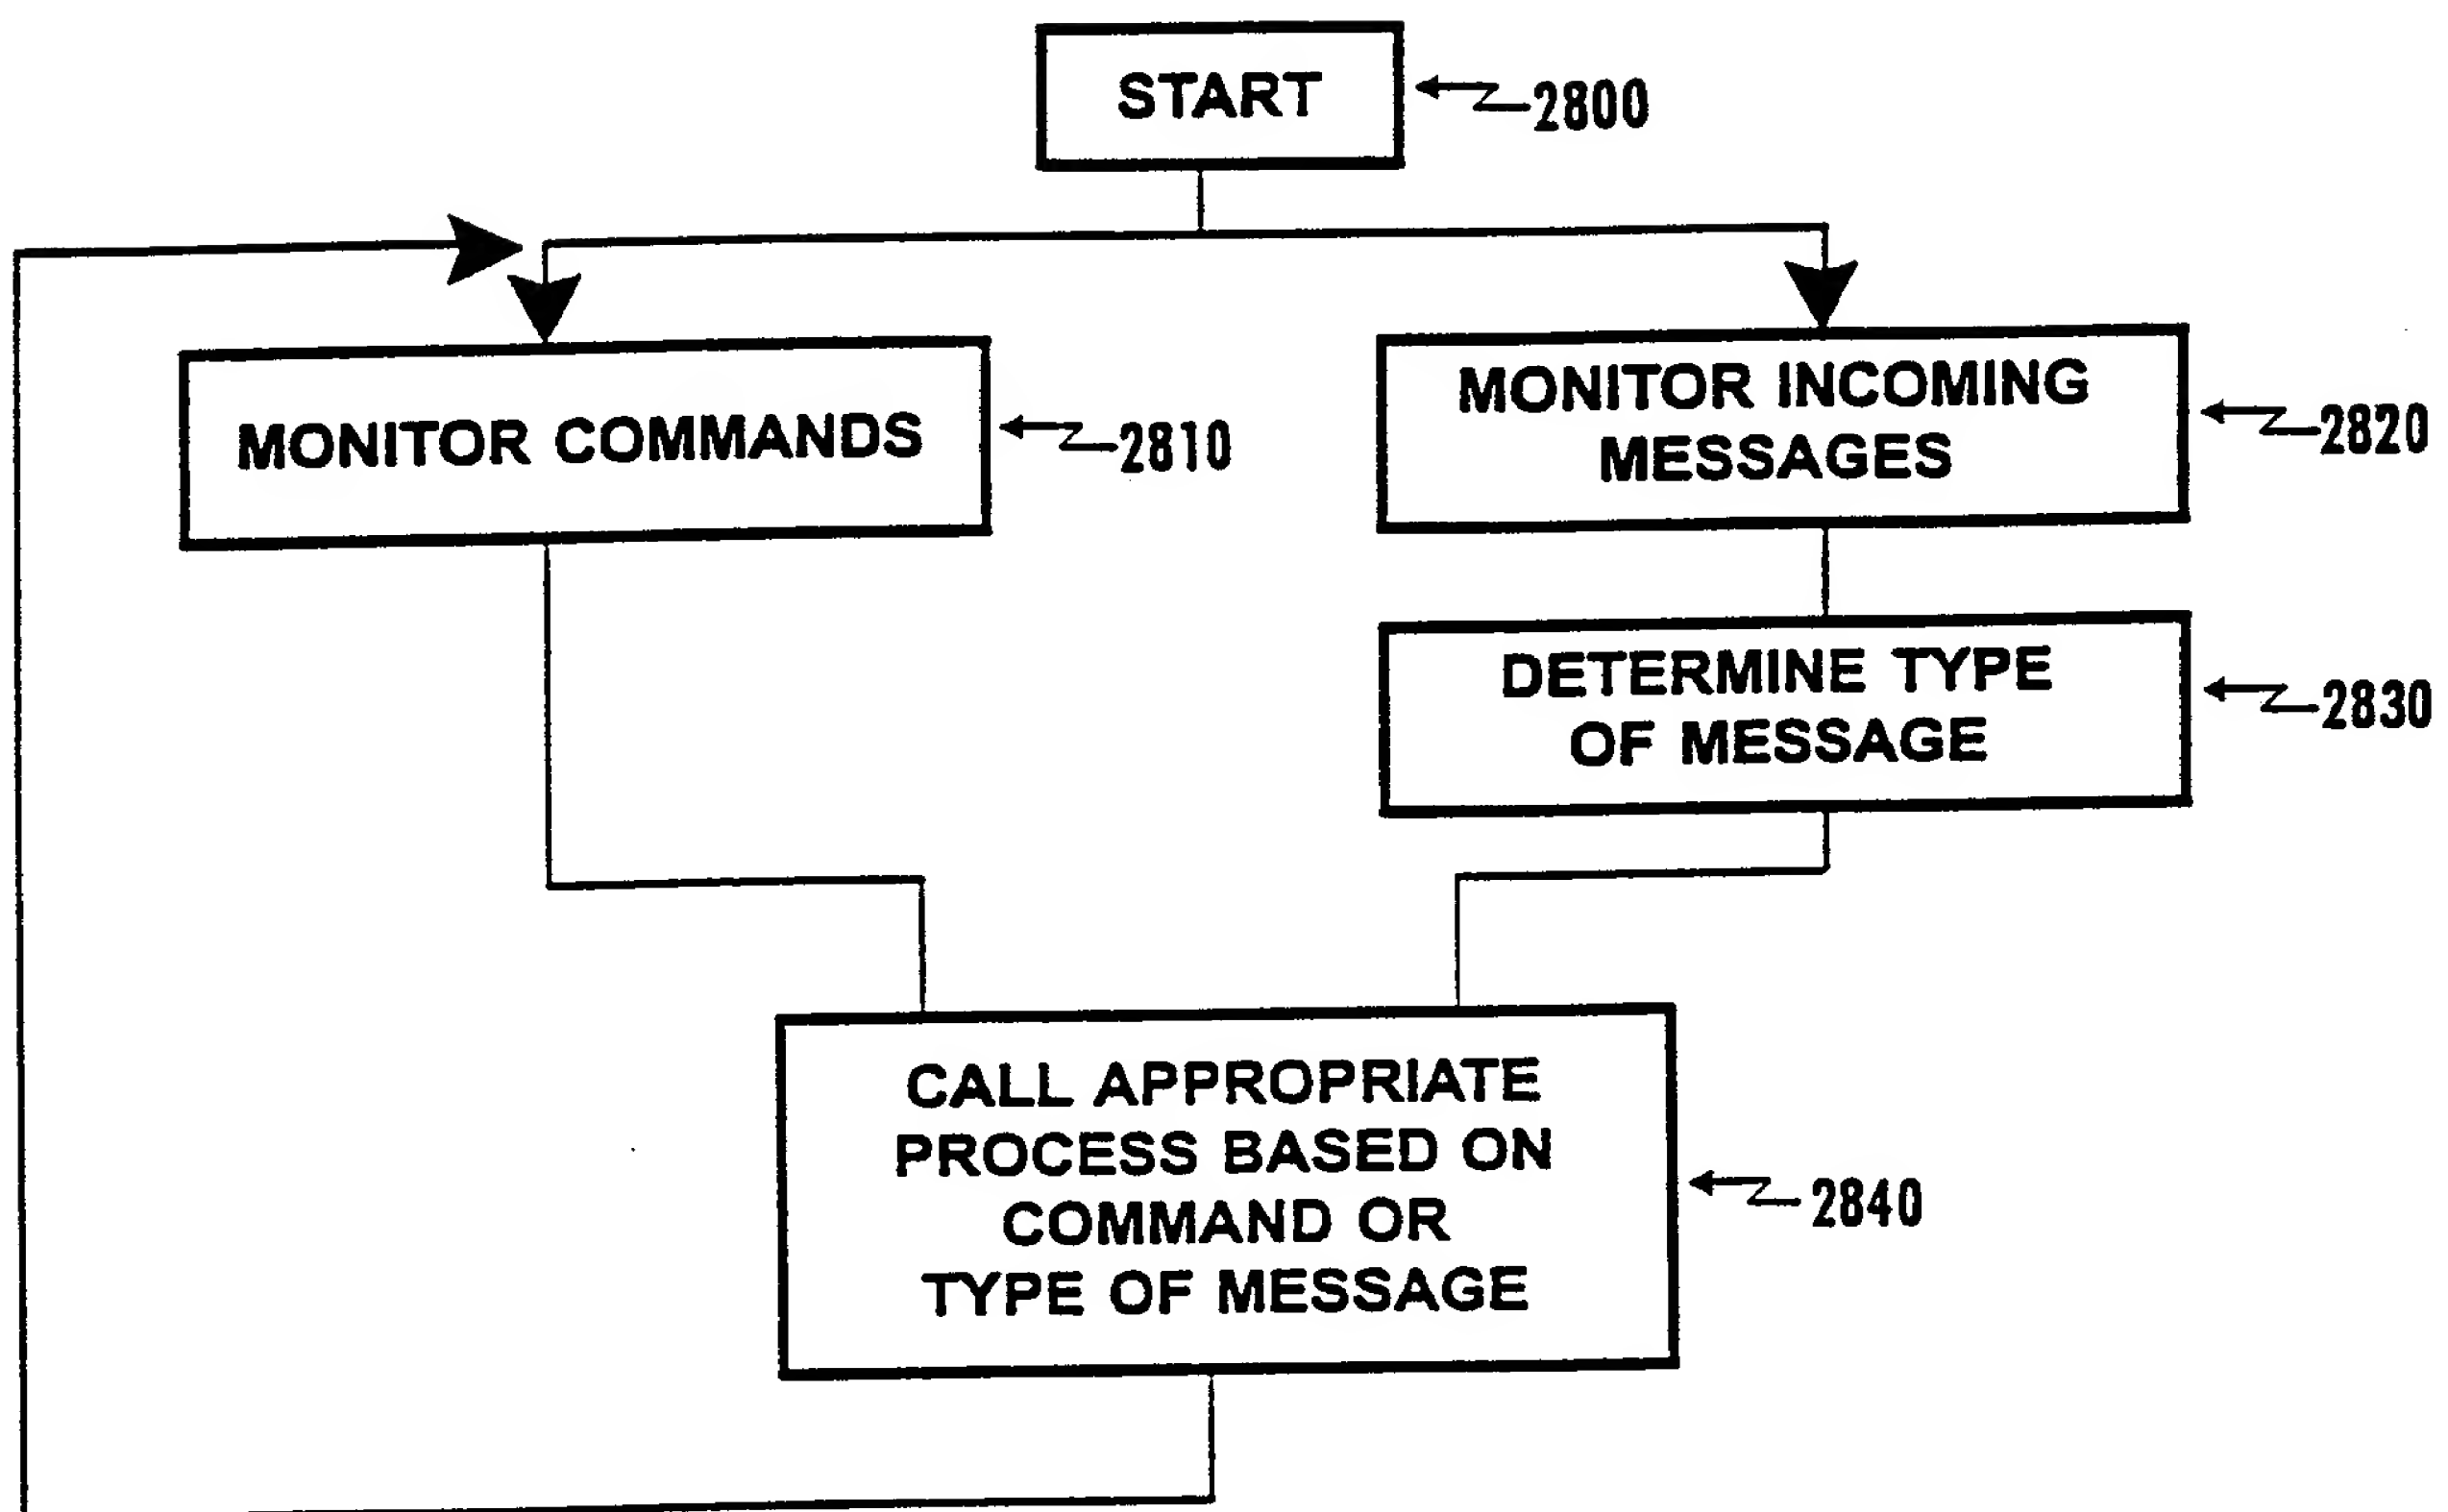 START
2800
MONITOR COMMANDS
2810
MONITOR INCOMING
MESSAGES
2820
DETERMINE TYPE
OF MESSAGE
2830
CALL APPROPRIATE
PROCESS BASED ON
COMMAND OR
TYPE OF MESSAGE
2840